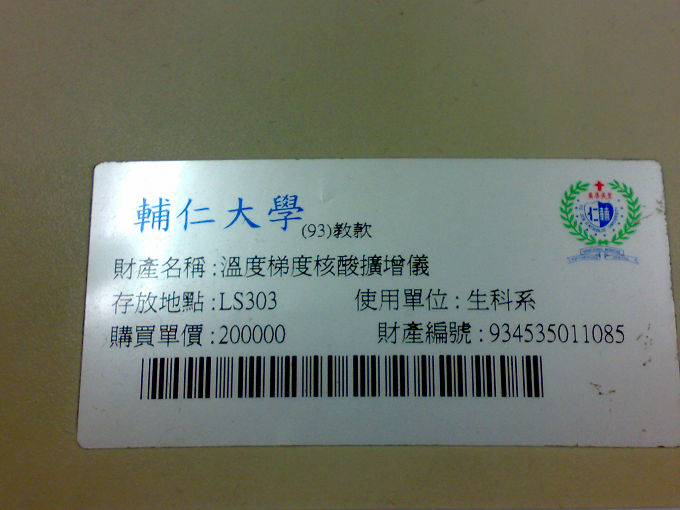 輔仁大學(93)教款
財產名稱:溫度梯度核酸擴增儀
存放地點:LS303 使用單位:生科系
購買單價:200000 財產編號:934535011085